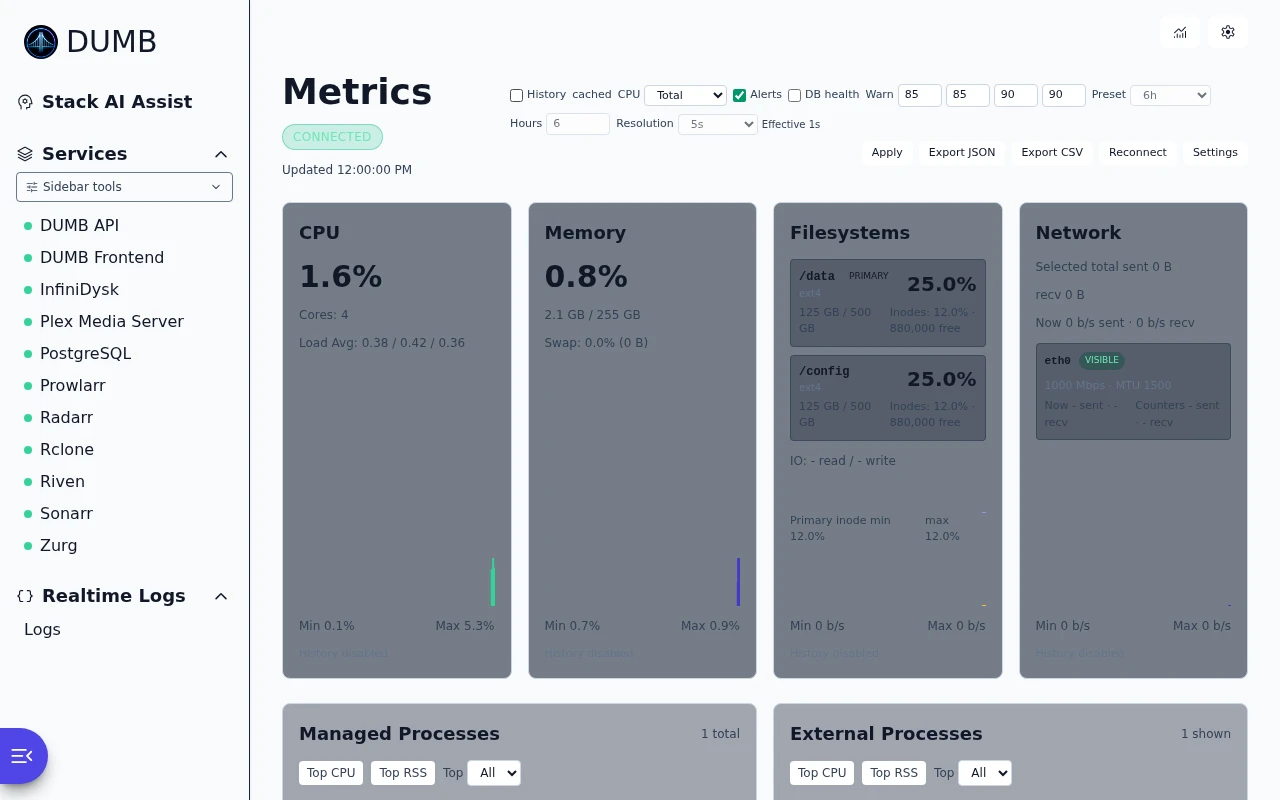 DUMB
Stack AI Assist
Services
Sidebar tools
DUMB API
DUMB Frontend
InfiniDysk
Plex Media Server
PostgreSQL
Prowlarr
Radarr
Rclone
Riven
Sonarr
Zurg
Realtime Logs
Logs
Metrics
CONNECTED
Updated 12:00:00 PM
History cached CPU Total Alerts DB health Warn 85 85 90 90 Preset 6h
Hours 6 Resolution 5s Effective 1s
Apply Export JSON Export CSV Reconnect Settings
CPU
1.6%
Cores: 4
Load Avg: 0.38 / 0.42 / 0.36
Min 0.1% Max 5.3%
History disabled
Memory
0.8%
2.1 GB / 255 GB
Swap: 0.0% (0 B)
Min 0.7% Max 0.9%
History disabled
Filesystems
/data PRIMARY 25.0%
ext4
125 GB / 500 GB
Inodes: 12.0% · 880,000 free
/config 25.0%
ext4
125 GB / 500 GB
Inodes: 12.0% · 880,000 free
IO: - read / - write
Primary inode min 12.0%
max 12.0%
Min 0 b/s Max 0 b/s
History disabled
Network
Selected total sent 0 B
recv 0 B
Now 0 b/s sent · 0 b/s recv
eth0 VISIBLE
1000 Mbps · MTU 1500
Now - sent · - recv
Counters - sent · - recv
Min 0 b/s Max 0 b/s
History disabled
Managed Processes 1 total
Top CPU Top RSS Top All
External Processes 1 shown
Top CPU Top RSS Top All